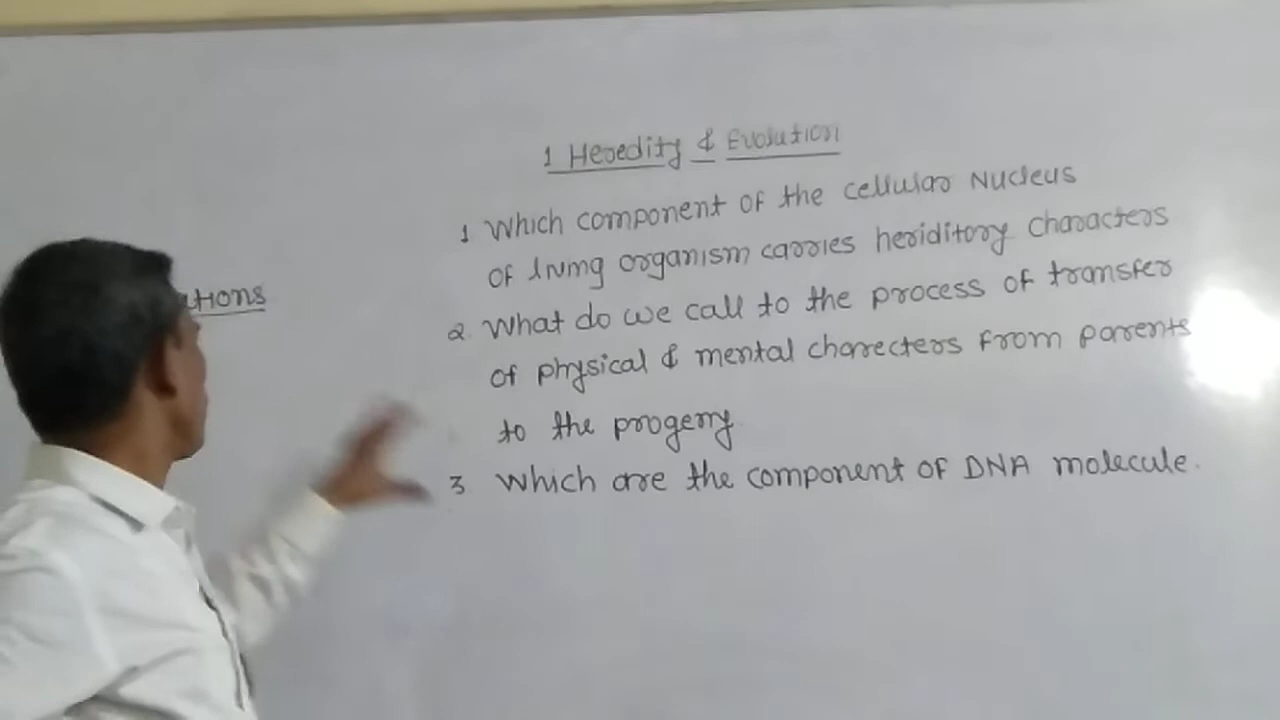 1 Heredity & Evolution
1 Which component of the cellular Nucleus
of living organism carries heriditory characters
ations
2 What do we call to the process of transfer
of physical & mental charecters from parents
to the progeny
3 Which are the component of DNA molecule.